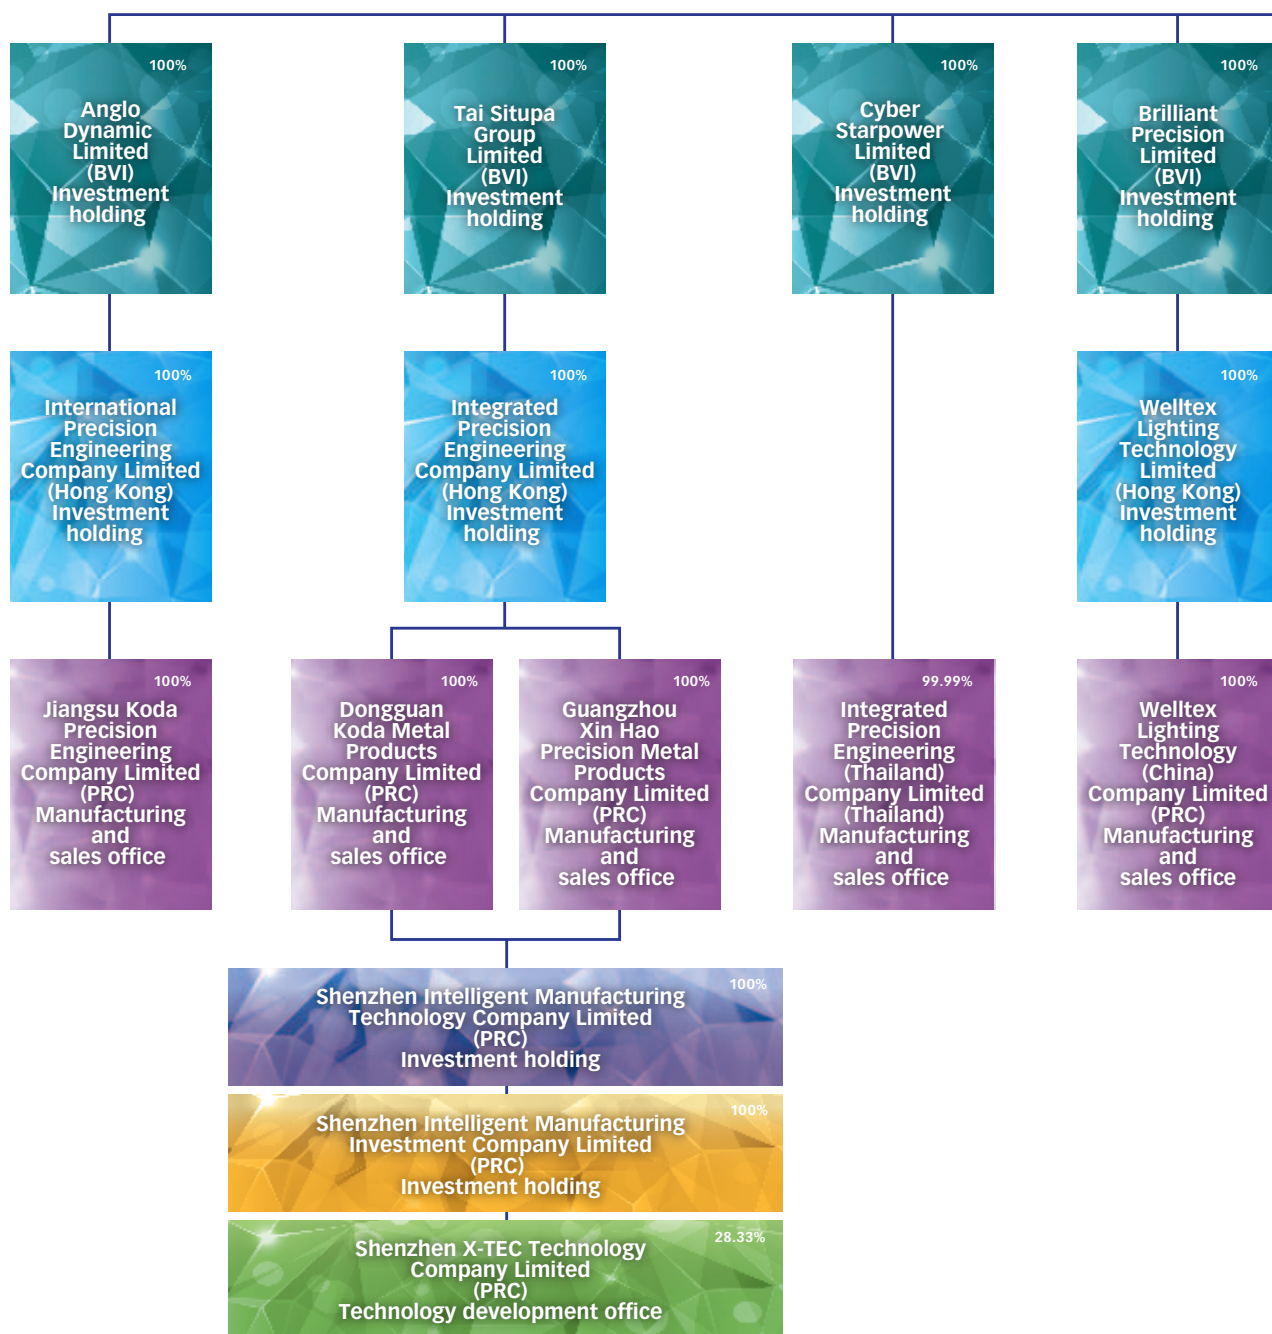 100%
Anglo
Dynamic
Limited
(BVI)
Investment
holding
100%
Tai Situpa
Group
Limited
(BVI)
Investment
holding
100%
Cyber
Starpower
Limited
(BVI)
Investment
holding
100%
Brilliant
Precision
Limited
(BVI)
Investment
holding
100%
International
Precision
Engineering
Company Limited
(Hong Kong)
Investment
holding
100%
Integrated
Precision
Engineering
Company Limited
(Hong Kong)
Investment
holding
100%
Welltex
Lighting
Technology
Limited
(Hong Kong)
Investment
holding
100%
Jiangsu Koda
Precision
Engineering
Company Limited
(PRC)
Manufacturing
and
sales office
100%
Dongguan
Koda Metal
Products
Company Limited
(PRC)
Manufacturing
and
sales office
100%
Guangzhou
Xin Hao
Precision Metal
Products
Company Limited
(PRC)
Manufacturing
and
sales office
99.99%
Integrated
Precision
Engineering
(Thailand)
Company Limited
(Thailand)
Manufacturing
and
sales office
100%
Welltex
Lighting
Technology
(China)
Company Limited
(PRC)
Manufacturing
and
sales office
100%
Shenzhen Intelligent Manufacturing
Technology Company Limited
(PRC)
Investment holding
100%
Shenzhen Intelligent Manufacturing
Investment Company Limited
(PRC)
Investment holding
28.33%
Shenzhen X-TEC Technology
Company Limited
(PRC)
Technology development office